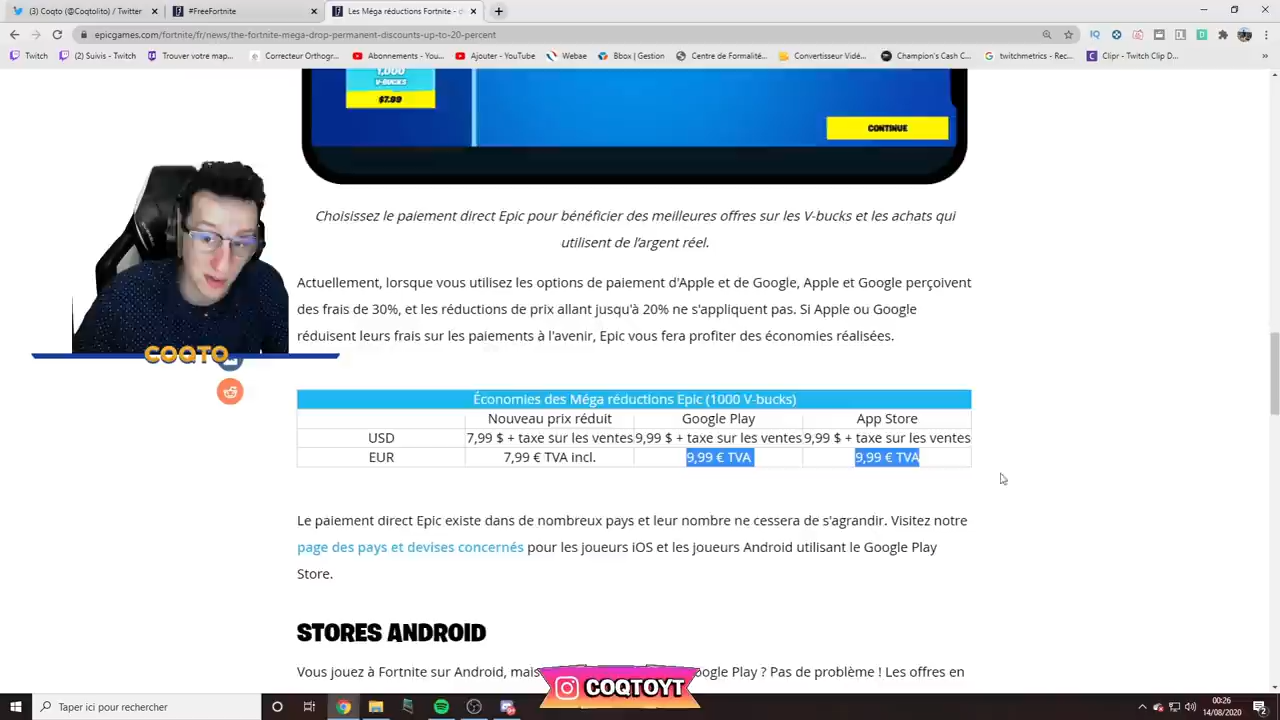 (3) Coqto (@Coqtolito) / Twitter
#FreeFortnite
Les Méga réductions Fortnite - d
epicgames.com/fortnite/fr/news/the-fortnite-mega-drop-permanent-discounts-up-to-20-percent
Twitch
(2) Suivis - Twitch
Trouver votre map...
Correcteur Orthogr...
Abonnements - You...
Ajouter - YouTube
Webae
Bbox | Gestion
Centre de formatio...
Convertisseur Vidé...
Champion's Cash C...
twitchmetrics - Rec...
Clipr - Twitch Clip D...
1,000
V-BUCKS
$7.99
CONTINUE
Choisissez le paiement direct Epic pour bénéficier des meilleures offres sur les V-bucks et les achats qui
utilisent de l'argent réel.
Actuellement, lorsque vous utilisez les options de paiement d'Apple et de Google, Apple et Google perçoivent
des frais de 30%, et les réductions de prix allant jusqu'à 20% ne s'appliquent pas. Si Apple ou Google
réduisent leurs frais sur les paiements à l'avenir, Epic vous fera profiter des économies réalisées.
COQTO
Économies des Méga réductions Epic (1000 V-bucks)
Nouveau prix réduit Google Play App Store
USD 7,99 $ + taxe sur les ventes 9,99 $ + taxe sur les ventes 9,99 $ + taxe sur les ventes
EUR 7,99 € TVA incl. 9,99 € TVA 9,99 € TVA
Le paiement direct Epic existe dans de nombreux pays et leur nombre ne cessera de s'agrandir. Visitez notre
page des pays et devises concernés pour les joueurs iOS et les joueurs Android utilisant le Google Play
Store.
STORES ANDROID
Vous jouez à Fortnite sur Android, mais oogle Play ? Pas de problème ! Les offres en
COQTOYT
Taper ici pour rechercher
00:26
14/08/2020
2